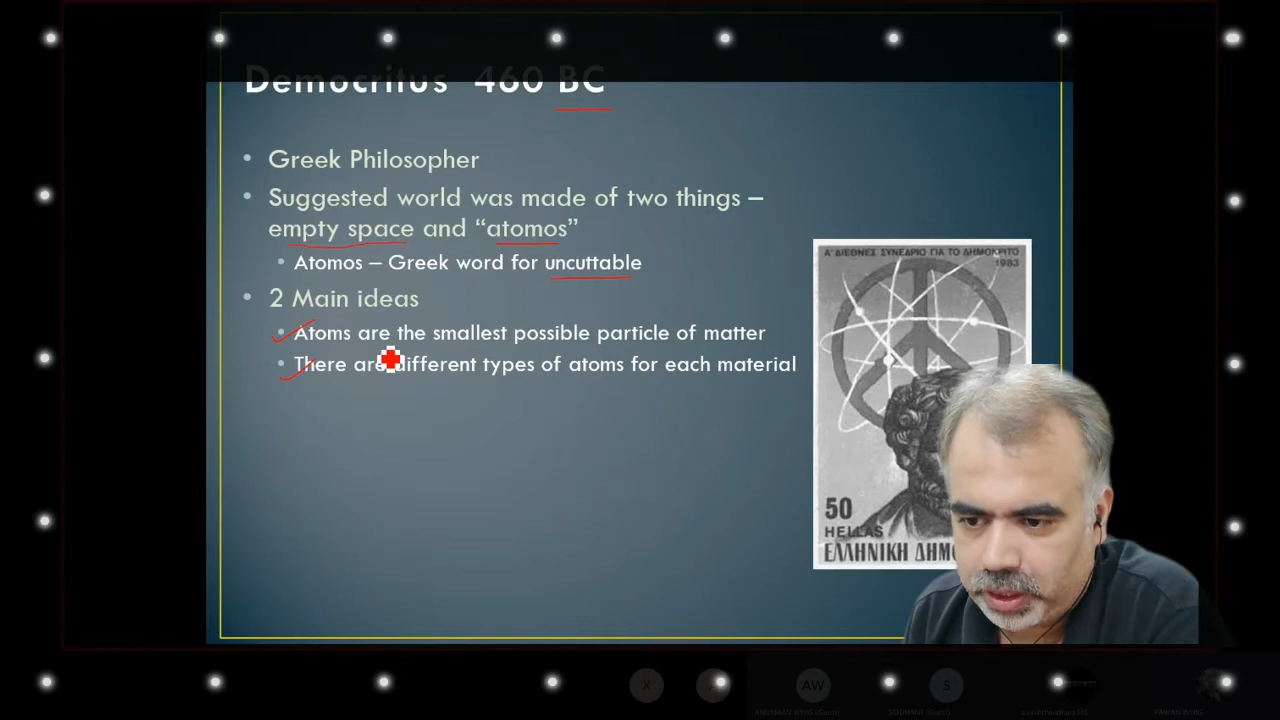 Democritus 460 BC
• Greek Philosopher
• Suggested world was made of two things –
empty space and “atomos”
• Atomos – Greek word for uncuttable
• 2 Main ideas
• Atoms are the smallest possible particle of matter
• There are different types of atoms for each material
Α΄ ΔΙΕΘΝΕΣ ΣΥΝΕΔΡΙΟ ΓΙΑ ΤΟ ΔΗΜΟΚΡΙΤΟ
1983
50
HELLAS
ΕΛΛΗΝΙΚΗ ΔΗΜ
X
AW
S